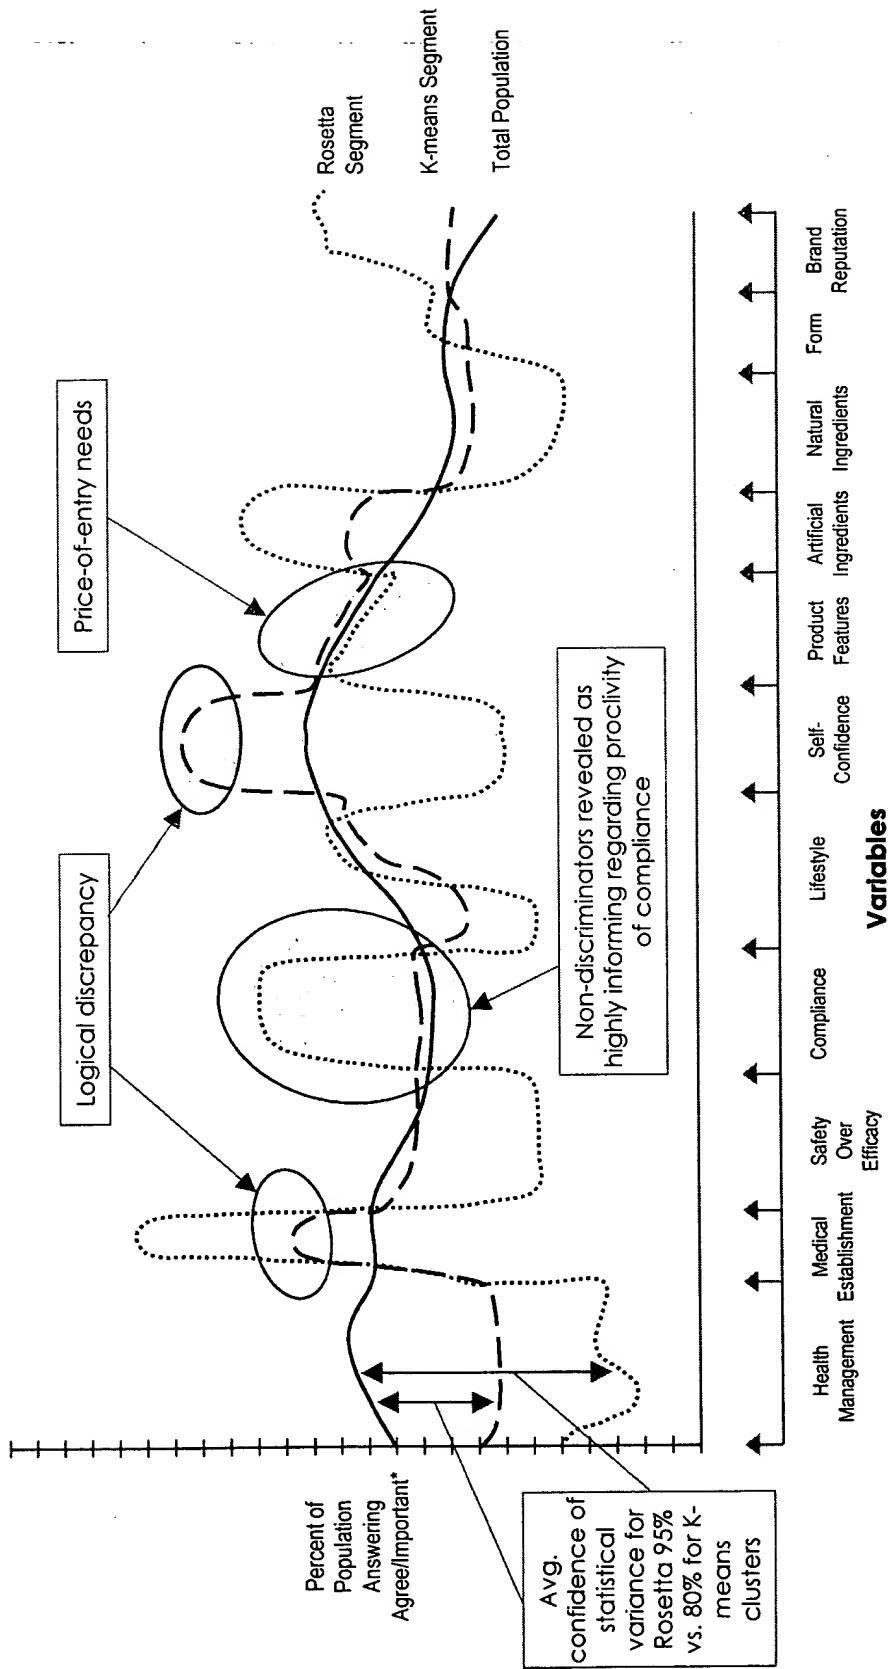 Price-of-entry needs
Logical discrepancy
Rosetta
Segment
K-means Segment
Total Population
Percent of
Population
Answering
Agree/Important*
Avg.
confidence of
statistical
variance for
Rosetta 95%
vs. 80% for K-
means
clusters
Non-discriminators revealed as
highly informing regarding proclivity
of compliance
Health
Management
Medical
Establishment
Safety
Over
Efficacy
Compliance
Lifestyle
Self-
Confidence
Product
Features
Artificial
Ingredients
Natural
Ingredients
Form
Brand
Reputation
Variables